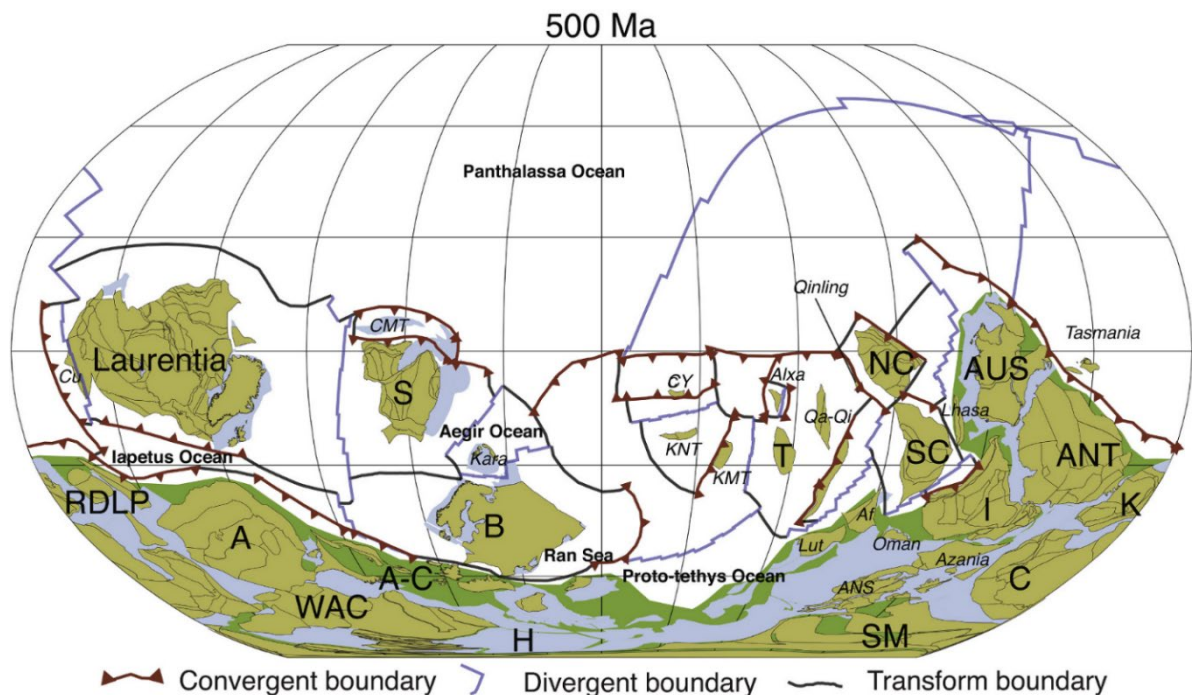 500 Ma
Panthalassa Ocean
Qinling
CMT
Tasmania
Laurentia
NC
AUS
Cu
S
CY
Alxa
Qa-Qi
Lhasa
Aegir Ocean
Iapetus Ocean
Kara
KNT
KMT
T
SC
ANT
RDLP
I
K
A
B
Af
Lut
Oman
Ran Sea
Azania
A-C
Proto-tethys Ocean
ANS
C
WAC
H
SM
Convergent boundary
Divergent boundary
Transform boundary